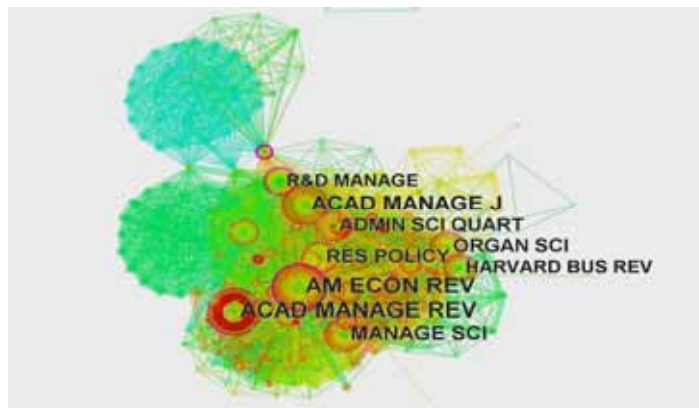 R&D MANAGE
ACAD MANAGE J
ADMIN SCI QUART
ORGAN SCI
RES POLICY
HARVARD BUS REV
AM ECON REV
ACAD MANAGE REV
MANAGE SCI